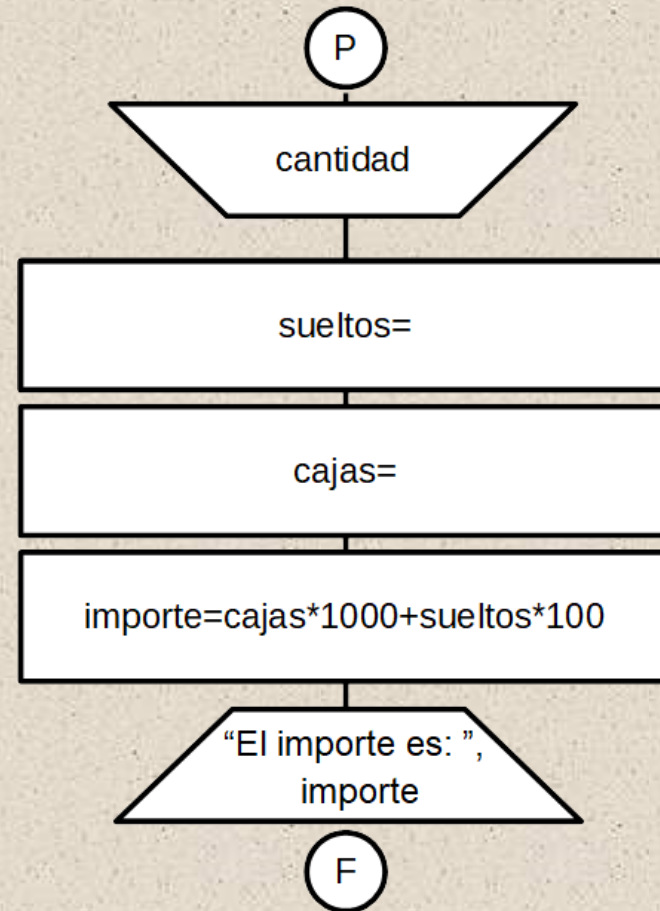 P
cantidad
sueltos=
cajas=
importe=cajas*1000+sueltos*100
“El importe es: ”,
importe
F